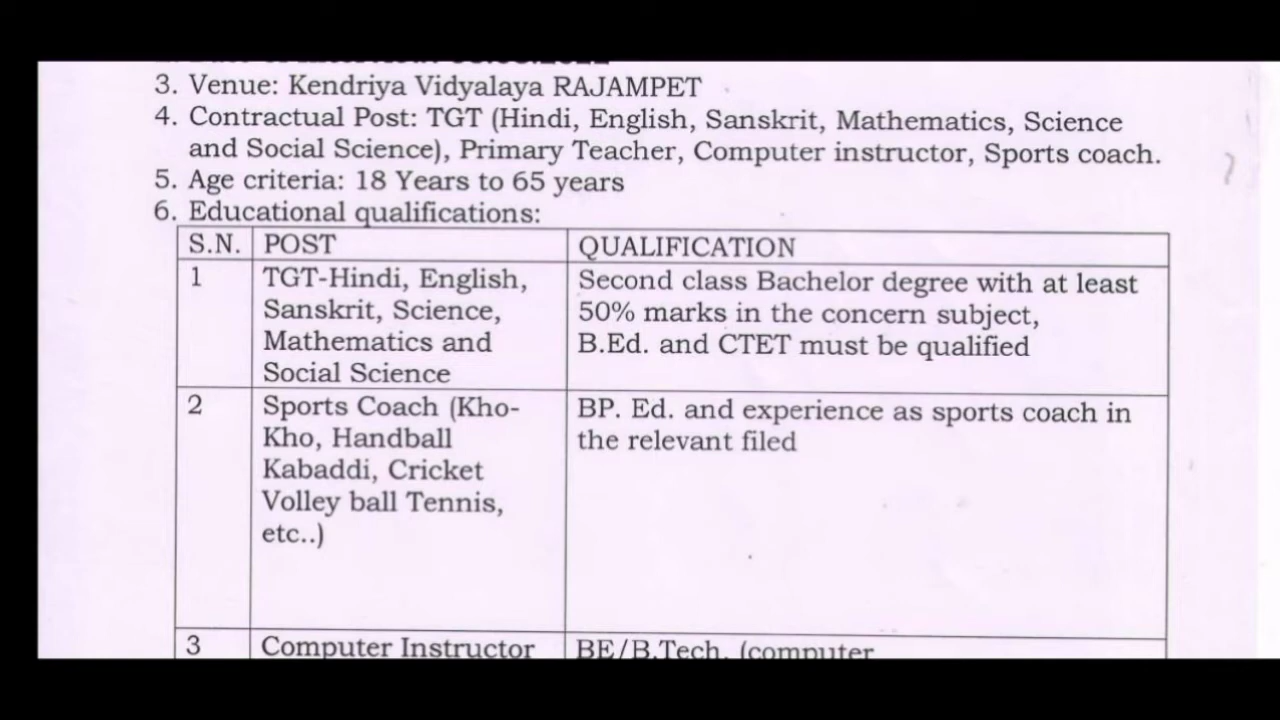 3. Venue: Kendriya Vidyalaya RAJAMPET
4. Contractual Post: TGT (Hindi, English, Sanskrit, Mathematics, Science
and Social Science), Primary Teacher, Computer instructor, Sports coach.
5. Age criteria: 18 Years to 65 years
6. Educational qualifications:
S.N. POST QUALIFICATION
1 TGT-Hindi, English, Second class Bachelor degree with at least
Sanskrit, Science, 50% marks in the concern subject,
Mathematics and B.Ed. and CTET must be qualified
Social Science
2 Sports Coach (Kho- BP. Ed. and experience as sports coach in
Kho, Handball the relevant filed
Kabaddi, Cricket
Volley ball Tennis,
etc..)
3 Computer Instructor BE/B.Tech. (computer